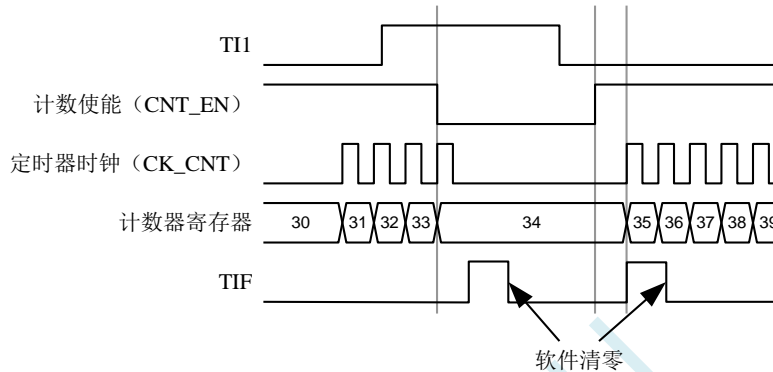 TI1
计数使能（CNT_EN）
定时器时钟（CK_CNT）
计数器寄存器 30 31 32 33 34 35 36 37 38 39
TIF
软件清零